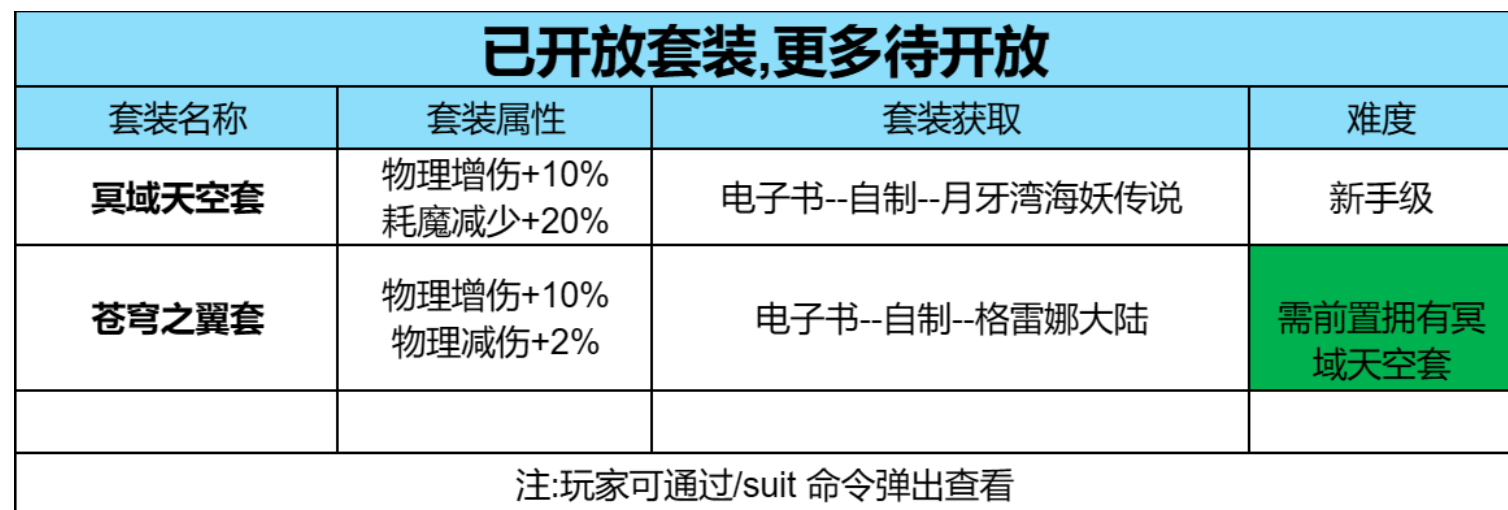 已开放套装,更多待开放
套装名称
套装属性
套装获取
难度
冥域天空套
物理增伤+10%
耗魔减少+20%
电子书--自制--月牙湾海妖传说
新手级
苍穹之翼套
物理增伤+10%
物理减伤+2%
电子书--自制--格雷娜大陆
需前置拥有冥
域天空套
注:玩家可通过/suit 命令弹出查看